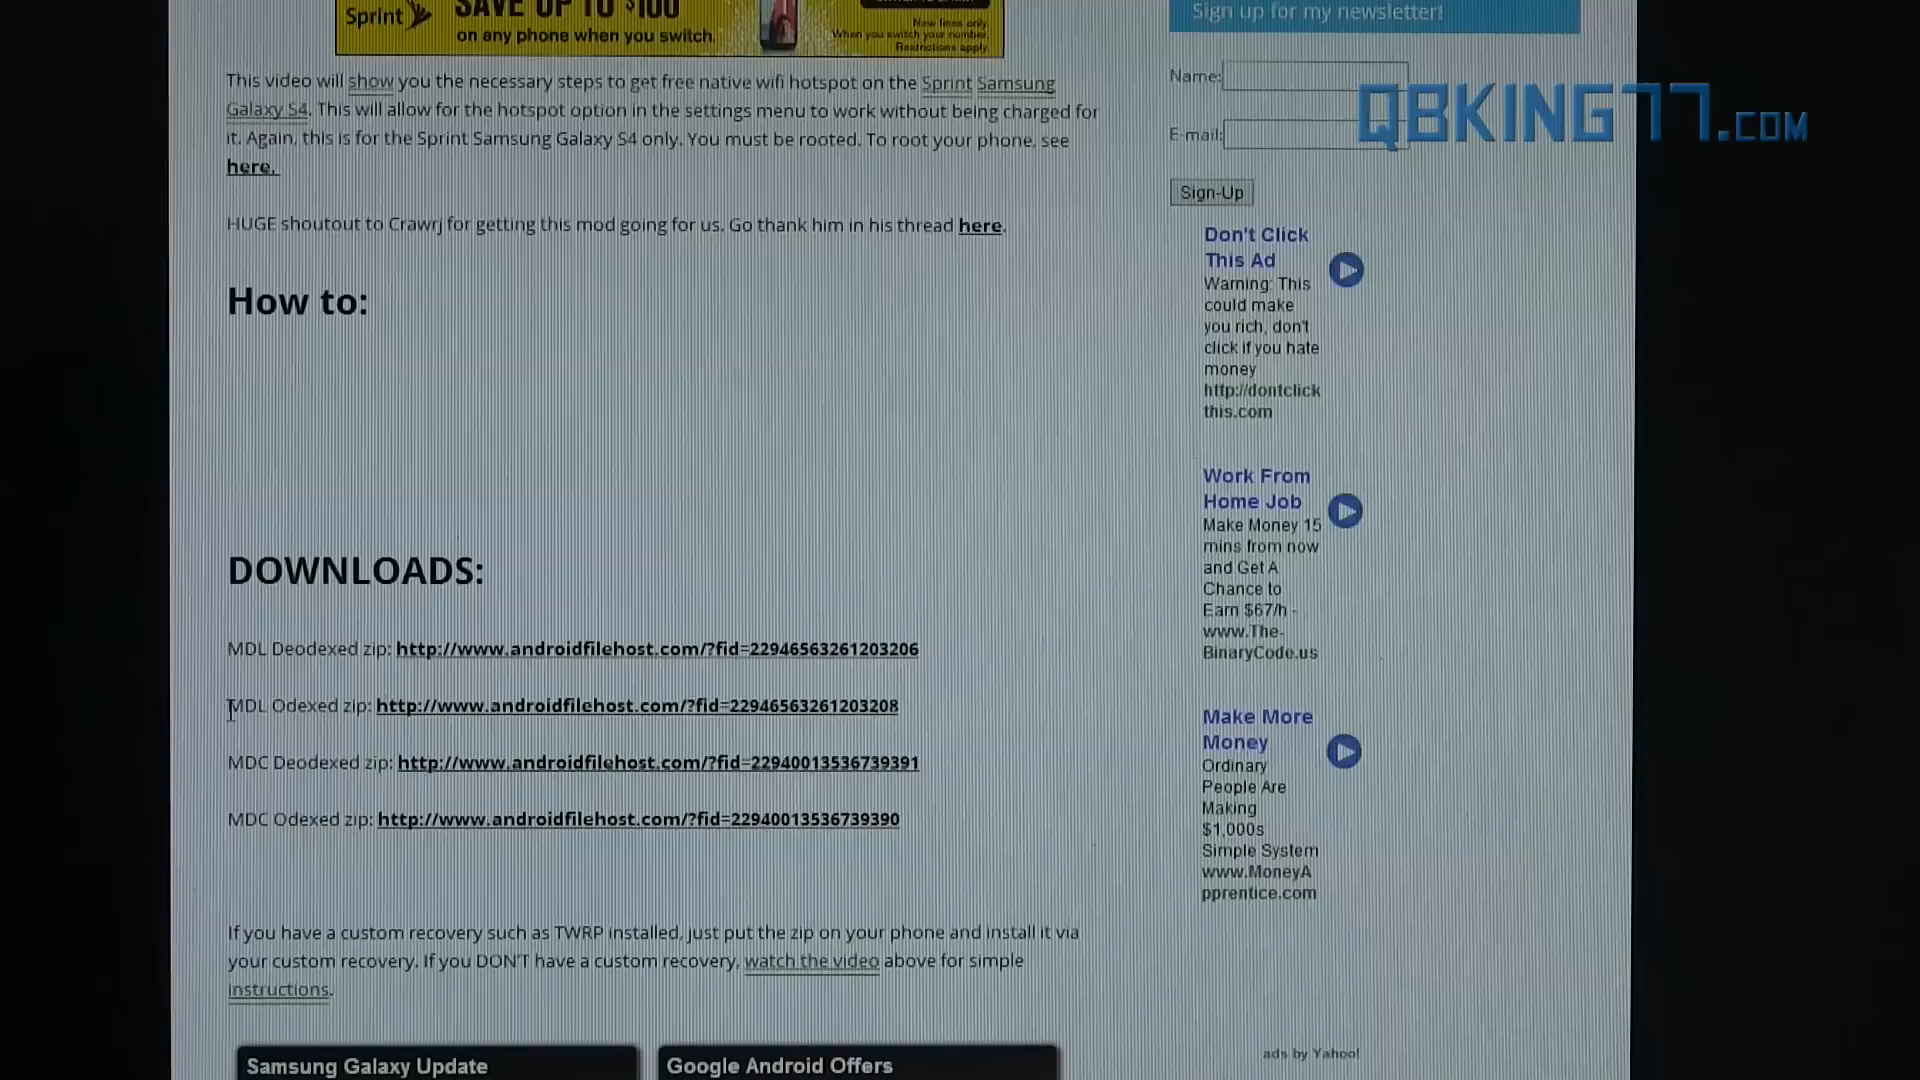 Sprint
SAVE UP TO $100
on any phone when you switch.
New lines only.
When you switch your number.
Restrictions apply.
This video will show you the necessary steps to get free native wifi hotspot on the Sprint Samsung
Galaxy S4. This will allow for the hotspot option in the settings menu to work without being charged for
it. Again, this is for the Sprint Samsung Galaxy S4 only. You must be rooted. To root your phone, see
here.
HUGE shoutout to Crawrj for getting this mod going for us. Go thank him in his thread here.
How to:
DOWNLOADS:
MDL Deodexed zip: http://www.androidfilehost.com/?fid=22946563261203206
MDL Odexed zip: http://www.androidfilehost.com/?fid=22946563261203208
MDC Deodexed zip: http://www.androidfilehost.com/?fid=22940013536739391
MDC Odexed zip: http://www.androidfilehost.com/?fid=22940013536739390
If you have a custom recovery such as TWRP installed, just put the zip on your phone and install it via
your custom recovery. If you DON'T have a custom recovery, watch the video above for simple
instructions.
Samsung Galaxy Update
Google Android Offers
Sign up for my newsletter!
Name:
E-mail:
QBKING77.COM
Sign-Up
Don't Click
This Ad
Warning: This
could make
you rich, don't
click if you hate
money
http://dontclick
this.com
Work From
Home Job
Make Money 15
mins from now
and Get A
Chance to
Earn $67/h -
www.The-
BinaryCode.us
Make More
Money
Ordinary
People Are
Making
$1,000s
Simple System
www.MoneyA
pprentice.com
ads by Yahoo!